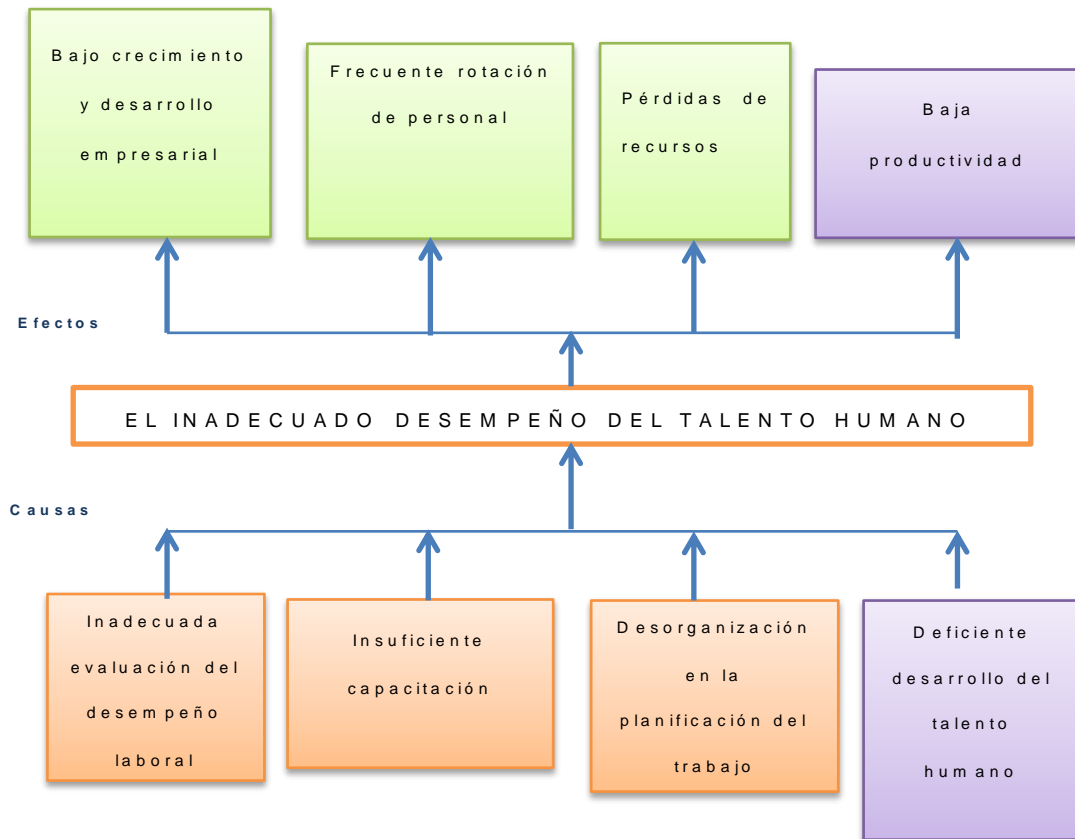 Bajo crecimiento
y desarrollo
empresarial
Frecuente rotación
de personal
Pérdidas de
recursos
Baja
productividad
Efectos
EL INADECUADO DESEMPEÑO DEL TALENTO HUMANO
Causas
Inadecuada
evaluación del
desempeño
laboral
Insuficiente
capacitación
Desorganización
en la
planificación del
trabajo
Deficiente
desarrollo del
talento
humano